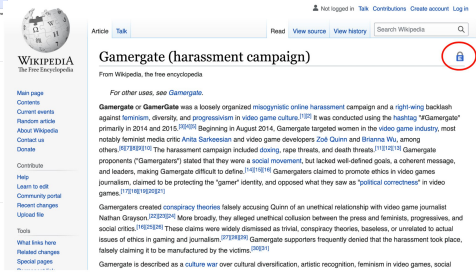 Not logged in Talk Contributions Create account Log in
Article Talk Read View source View history Search Wikipedia
WIKIPEDIA
The Free Encyclopedia
Main page
Contents
Current events
Random article
About Wikipedia
Contact us
Donate
Contribute
Help
Learn to edit
Community portal
Recent changes
Upload file
Tools
What links here
Related changes
Special pages
Gamergate (harassment campaign)
From Wikipedia, the free encyclopedia
For other uses, see Gamergate.
Gamergate or GamerGate was a loosely organized misogynistic online harassment campaign and a right-wing backlash
against feminism, diversity, and progressivism in video game culture.[1][2] It was conducted using the hashtag "#Gamergate"
primarily in 2014 and 2015.[3][4][5] Beginning in August 2014, Gamergate targeted women in the video game industry, most
notably feminist media critic Anita Sarkeesian and video game developers Zoë Quinn and Brianna Wu, among
others.[6][7][8][9][10] The harassment campaign included doxing, rape threats, and death threats.[11][12][13] Gamergate
proponents ("Gamergaters") stated that they were a social movement, but lacked well-defined goals, a coherent message,
and leaders, making Gamergate difficult to define.[14][15][16] Gamergaters claimed to promote ethics in video games
journalism, claimed to be protecting the "gamer" identity, and opposed what they saw as "political correctness" in video
games.[17][18][19][20][21]
Gamergaters created conspiracy theories falsely accusing Quinn of an unethical relationship with video game journalist
Nathan Grayson.[22][23][24] More broadly, they alleged unethical collusion between the press and feminists, progressives, and
social critics.[16][25][26] These claims were widely dismissed as trivial, conspiracy theories, baseless, or unrelated to actual
issues of ethics in gaming and journalism.[27][28][29] Gamergate supporters frequently denied that the harassment took place,
falsely claiming it to be manufactured by the victims.[30][31]
Gamergate is described as a culture war over cultural diversification, artistic recognition, feminism in video games, social